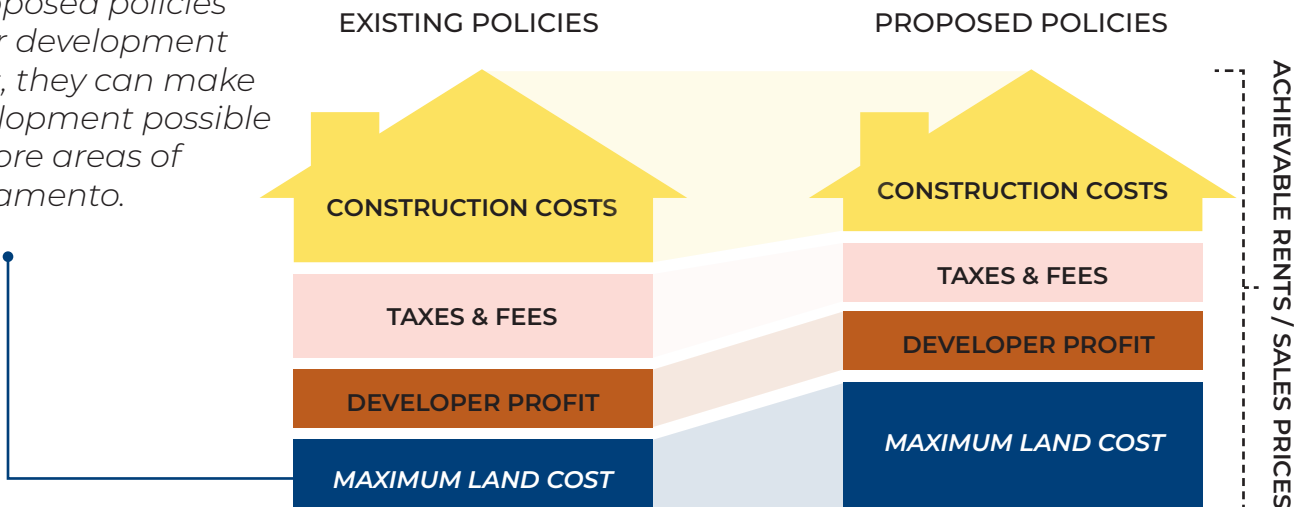 posed policies
development
, they can make
lopment possible
ore areas of
amento.
EXISTING POLICIES
CONSTRUCTION COSTS
TAXES & FEES
DEVELOPER PROFIT
MAXIMUM LAND COST
PROPOSED POLICIES
CONSTRUCTION COSTS
TAXES & FEES
DEVELOPER PROFIT
MAXIMUM LAND COST
ACHIEVABLE RENTS / SALES PRICES